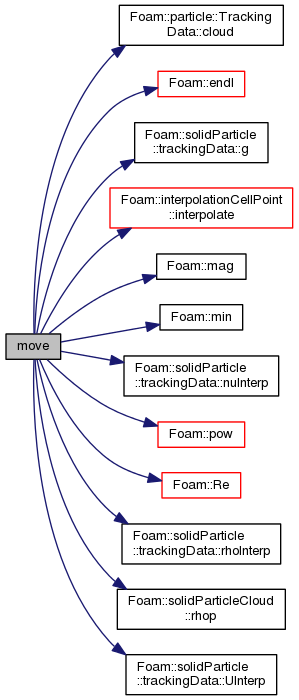 Foam::particle::Tracking
Data::cloud
Foam::endl
Foam::solidParticle
::trackingData::g
Foam::interpolationCellPoint
::interpolate
Foam::mag
Foam::min
move
Foam::solidParticle
::trackingData::nuInterp
Foam::pow
Foam::Re
Foam::solidParticle
::trackingData::rhoInterp
Foam::solidParticleCloud
::rhop
Foam::solidParticle
::trackingData::UInterp